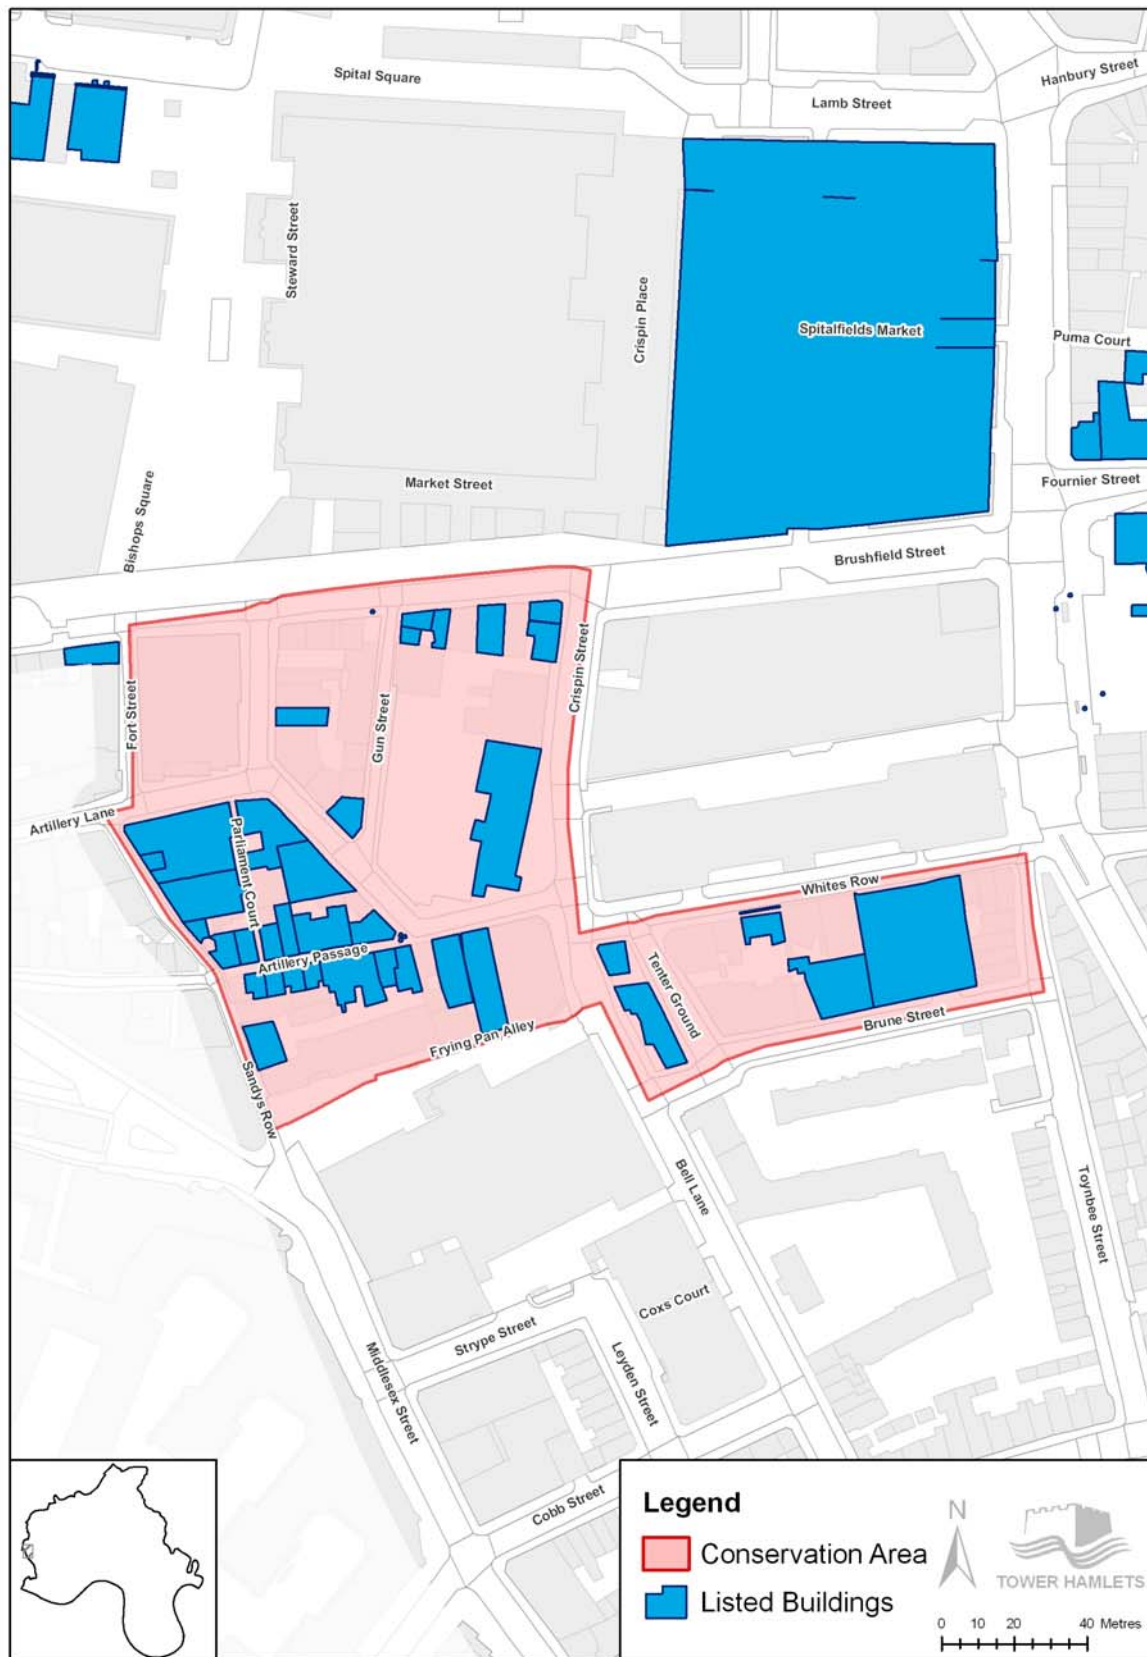 Spital Square
Lamb Street
Hanbury Street
Steward Street
Crispin Place
Spitalfields Market
Puma Court
Market Street
Fournier Street
Bishops Square
Brushfield Street
Fort Street
Gun Street
Crispin Street
Artillery Lane
Parliament Court
Whites Row
Artillery Passage
Tenter Ground
Brune Street
Frying Pan Alley
Sandys Row
Bell Lane
Toynbee Street
Coxs Court
Strype Street
Leyden Street
Middlesex Street
Cobb Street
Legend
Conservation Area
Listed Buildings
N
TOWER HAMLETS
0 10 20 40 Metres